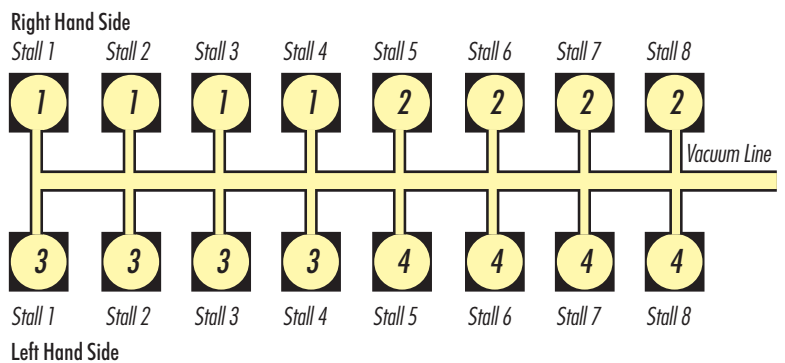 Right Hand Side
Stall 1 Stall 2 Stall 3 Stall 4 Stall 5 Stall 6 Stall 7 Stall 8
1 1 1 1 2 2 2 2
Vacuum Line
3 3 3 3 4 4 4 4
Stall 1 Stall 2 Stall 3 Stall 4 Stall 5 Stall 6 Stall 7 Stall 8
Left Hand Side